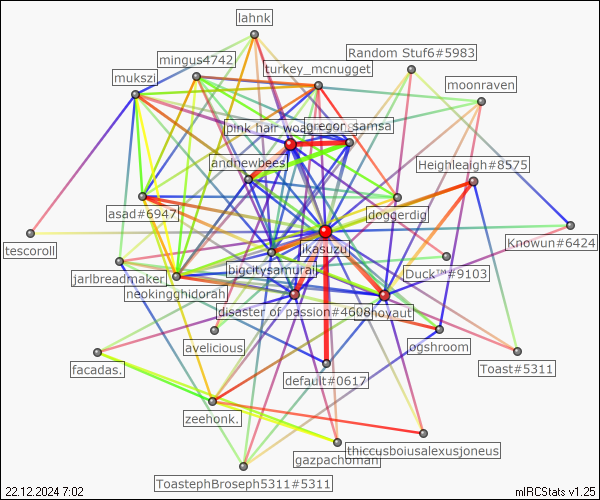 lahnk
mingus4742
Random Stuf6#5983
turkey_mcnugget
mukszi
moonraven
pink hair woa
gregor_samsa
andnewbees
Heighleaigh#8575
asad#6947
doggerdig
Knowun#6424
tescoroll
ikasuzu
bigcitysamurai
Duck™#9103
jarlbreadmaker
neokingghidorah
disaster of passion#4608
ohoyaut
avelicious
ogshroom
facadas.
Toast#5311
default#0617
zeehonk.
thiccusboiusalexusjoneus
gazpachoman
ToastephBroseph5311#5311
22.12.2024 7:02
mIRCStats v1.25